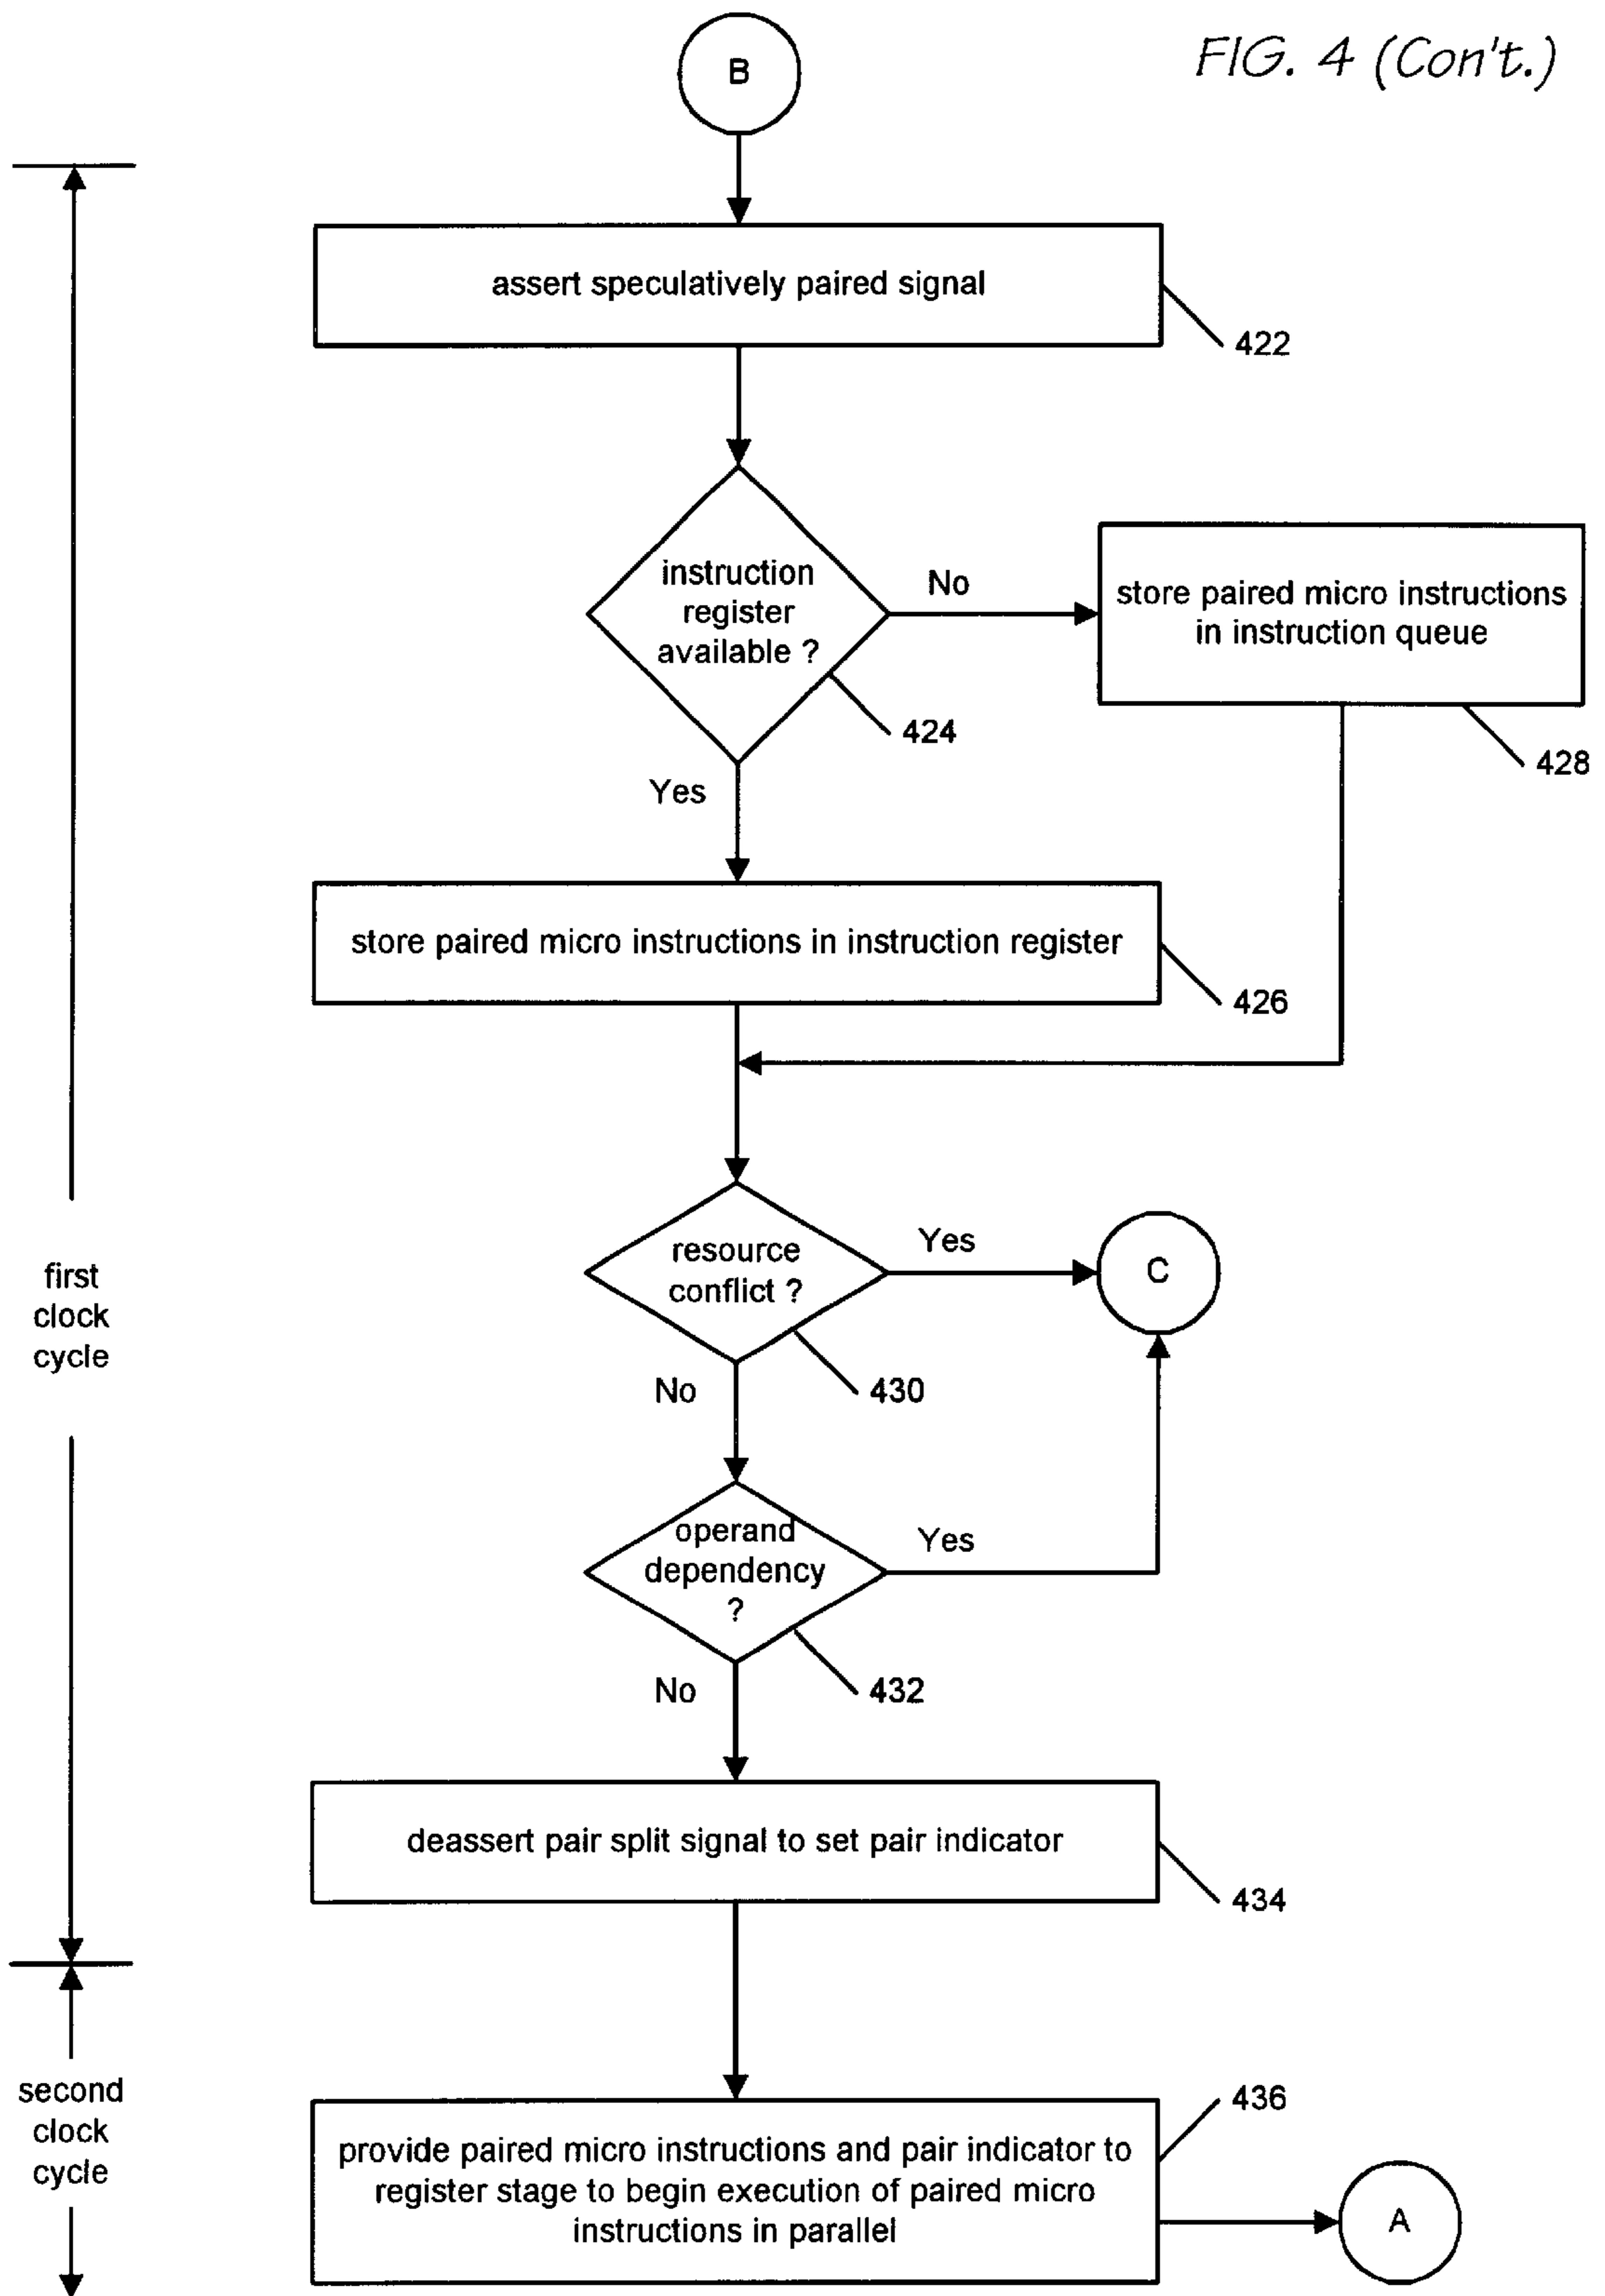 FIG. 4 (Con't.)
B
assert speculatively paired signal
422
instruction
register
available ?
No
store paired micro instructions
in instruction queue
424
428
Yes
store paired micro instructions in instruction register
426
resource
conflict ?
Yes
C
first
clock
cycle
No
430
operand
dependency
?
Yes
No
432
deassert pair split signal to set pair indicator
434
436
second
clock
cycle
provide paired micro instructions and pair indicator to
register stage to begin execution of paired micro
instructions in parallel
A